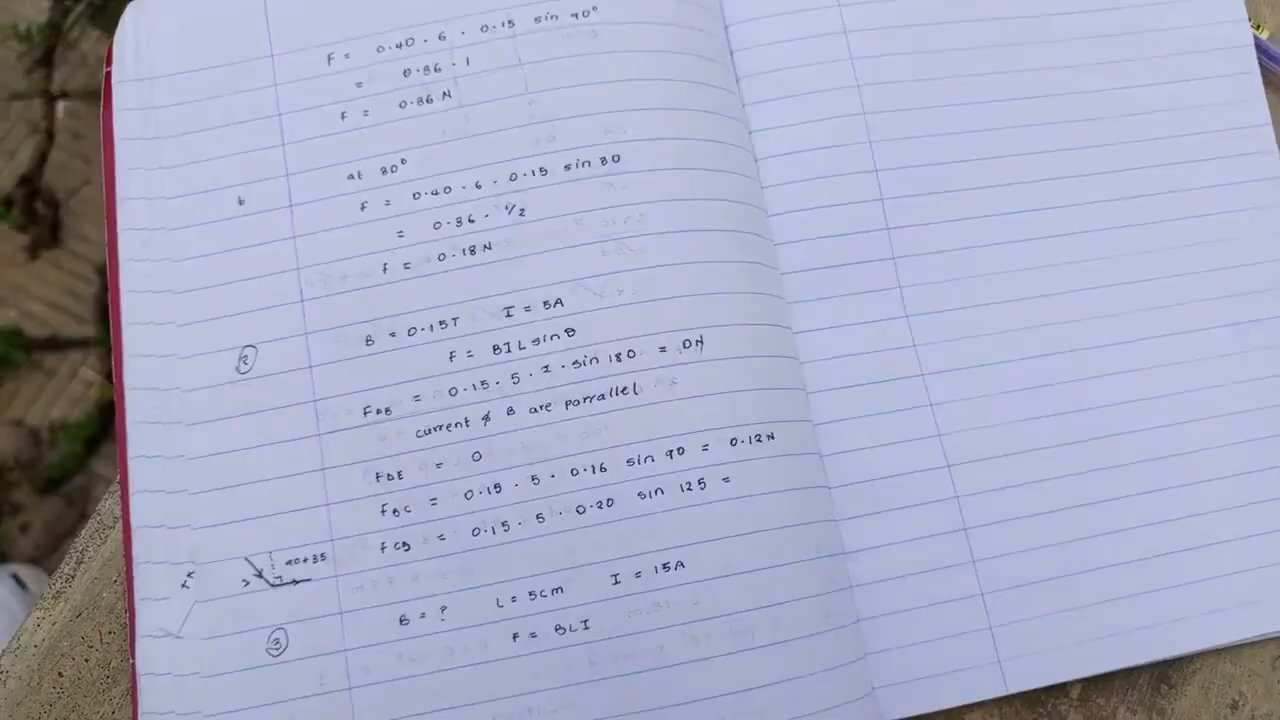 F = 0.40 . 6 . 0.15 sin 90°
= 0.36 . 1
F = 0.36 N
b at 30°
F = 0.40 . 6 . 0.15 sin 30
= 0.36 . 1/2
F = 0.18 N
② B = 0.15T I = 5A
F = BIL sin θ
FAB = 0.15 . 5 . I . sin 180 = 0N
current & B are parrallel
FDE = 0
FBC = 0.15 . 5 . 0.16 sin 90 = 0.12N
FCD = 0.15 . 5 . 0.20 sin 125 =
90+35
③ B = ? L = 5cm I = 15A
F = BLI